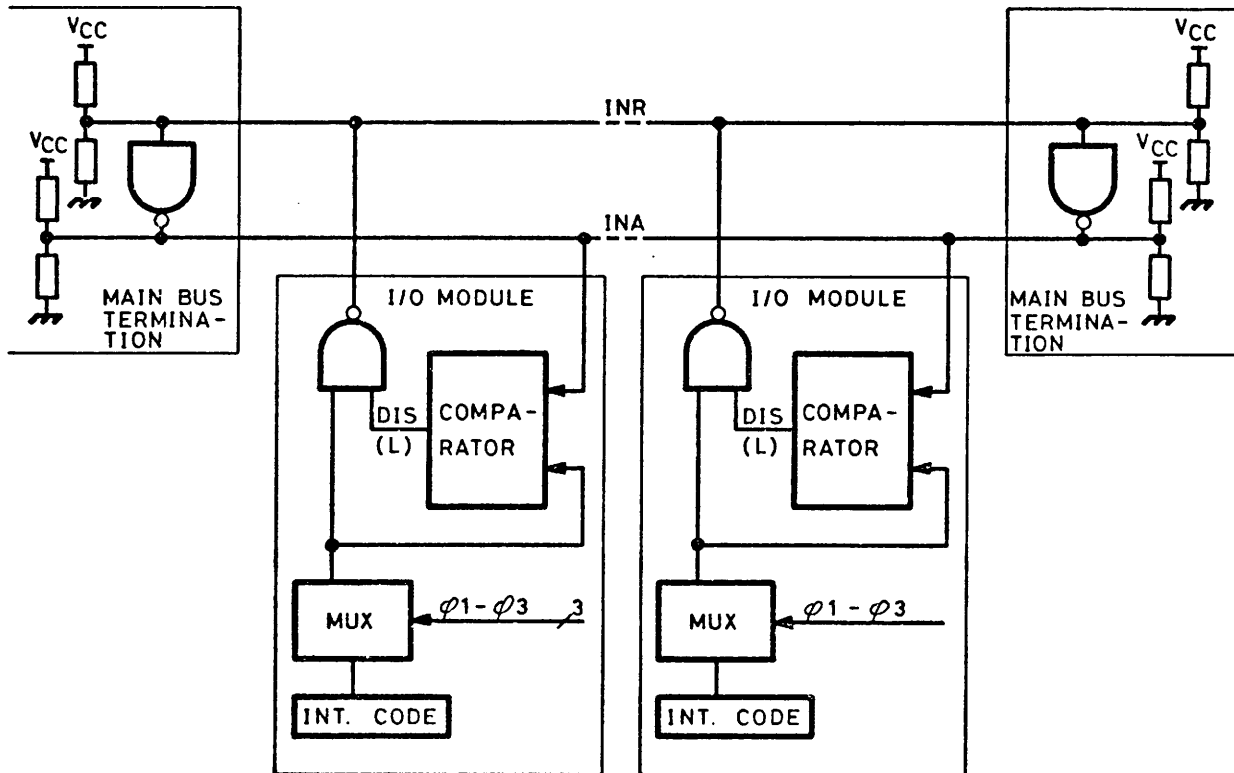 VCC
VCC
MAIN BUS
TERMINA-
TION
INR
INA
VCC
VCC
MAIN BUS
TERMINA-
TION
I/O MODULE
DIS
(L)
COMPA-
RATOR
MUX
φ1-φ3
3
INT. CODE
I/O MODULE
DIS
(L)
COMPA-
RATOR
MUX
φ1-φ3
INT. CODE